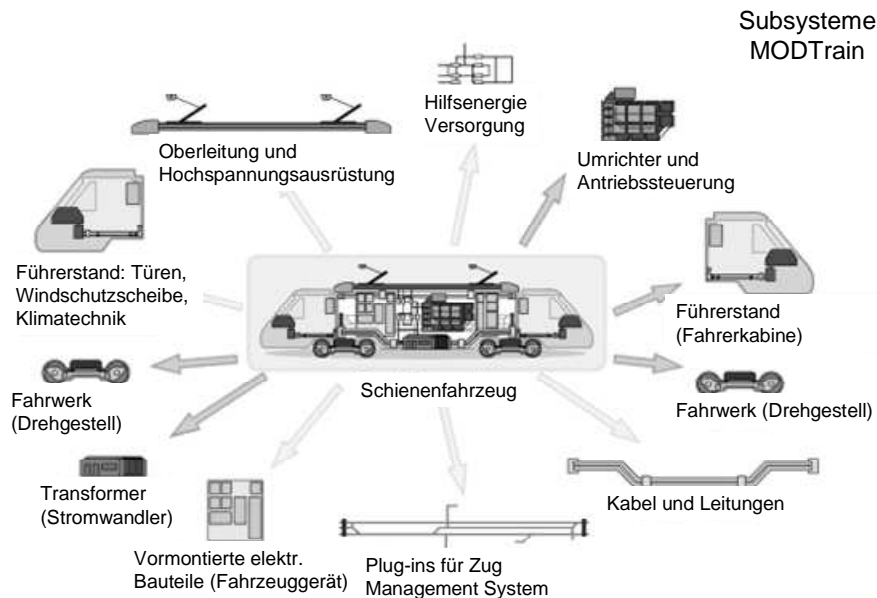 Subsysteme
MODTrain
Hilfsenergie
Versorgung
Oberleitung und
Hochspannungsausrüstung
Umrichter und
Antriebssteuerung
Führerstand: Türen,
Windschutzscheibe,
Klimatechnik
Führerstand
(Fahrerkabine)
Schienenfahrzeug
Fahrwerk
(Drehgestell)
Fahrwerk (Drehgestell)
Transformer
(Stromwandler)
Kabel und Leitungen
Vormontierte elektr.
Bauteile (Fahrzeuggerät)
Plug-ins für Zug
Management System